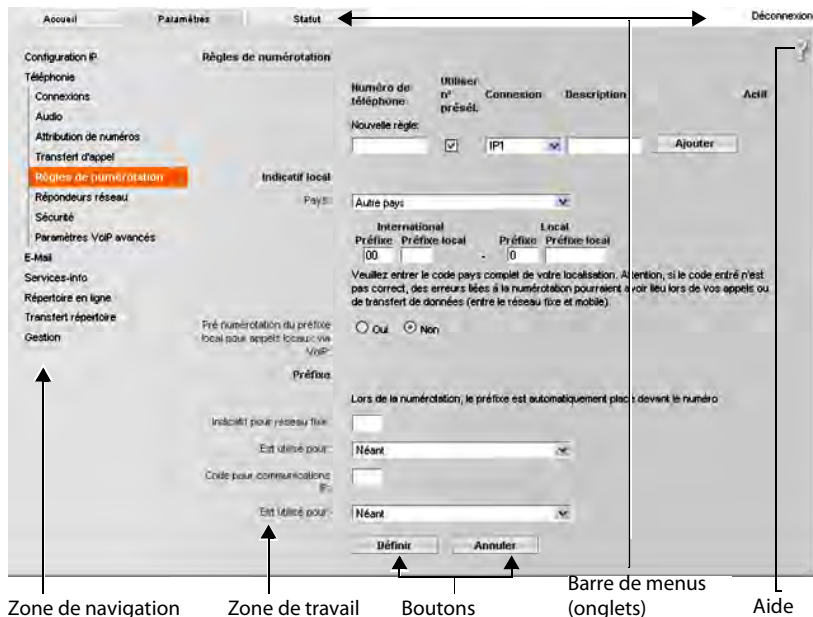 Accueil Paramètres Statut Déconnexion
Configuration IP
Téléphonie
Connexions
Audio
Attribution de numéros
Transfert d'appel
Règles de numérotation
Répondeurs réseau
Sécurité
Paramètres VoIP avancés
E-Mail
Services-info
Répertoire en ligne
Transfert répertoire
Gestion
Règles de numérotation
Numéro de téléphone Utiliser n° présél. Connexion Description Actif
Nouvelle règle:
IP1 Ajouter
Indicatif local
Pays: Autre pays
International Local
Préfixe Préfixe local Préfixe Préfixe local
00 - 0
Veuillez entrer le code pays complet de votre localisation. Attention, si le code entré n'est
pas correct, des erreurs liées à la numérotation pourraient avoir lieu lors de vos appels ou
de transfert de données (entre le réseau fixe et mobile).
Pré numérotation du préfixe
local pour appels locaux via
VoIP:
Oui Non
Préfixe
Lors de la numérotation, le préfixe est automatiquement placé devant le numéro
Indicatif pour réseau fixe:
Est utilisé pour: Néant
Code pour communications
IP:
Est utilisé pour: Néant
Définir Annuler
Zone de navigation Zone de travail Boutons Barre de menus
(onglets) Aide